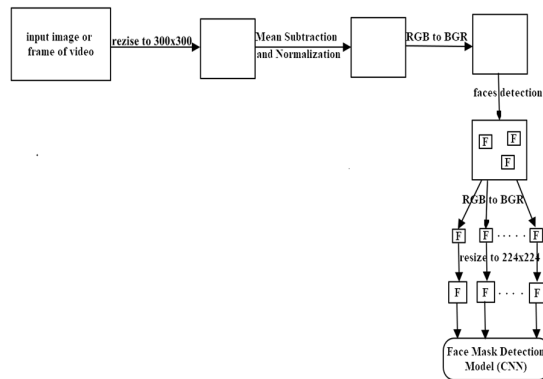 input image or
frame of video
rezise to 300x300
Mean Subtraction
and Normalization
RGB to BGR
faces detection
F F
F
RGB to BGR
F F ..... F
resize to 224x224
F F .... F
Face Mask Detection
Model (CNN)